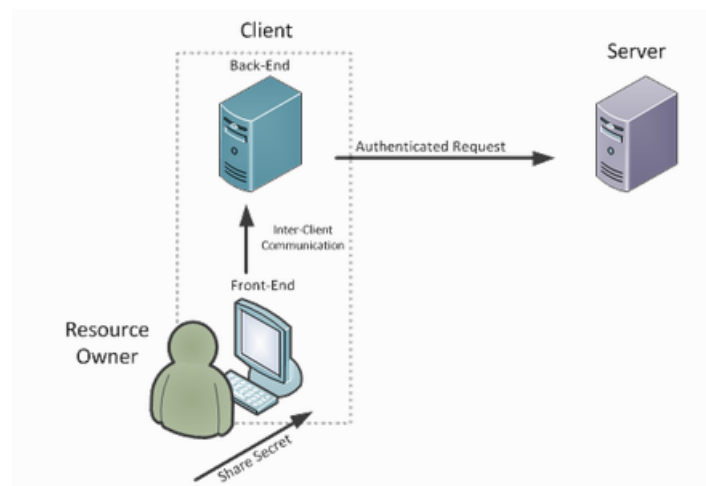 Client
Back-End
Server
Authenticated Request
Inter-Client
Communication
Front-End
Resource
Owner
Share Secret